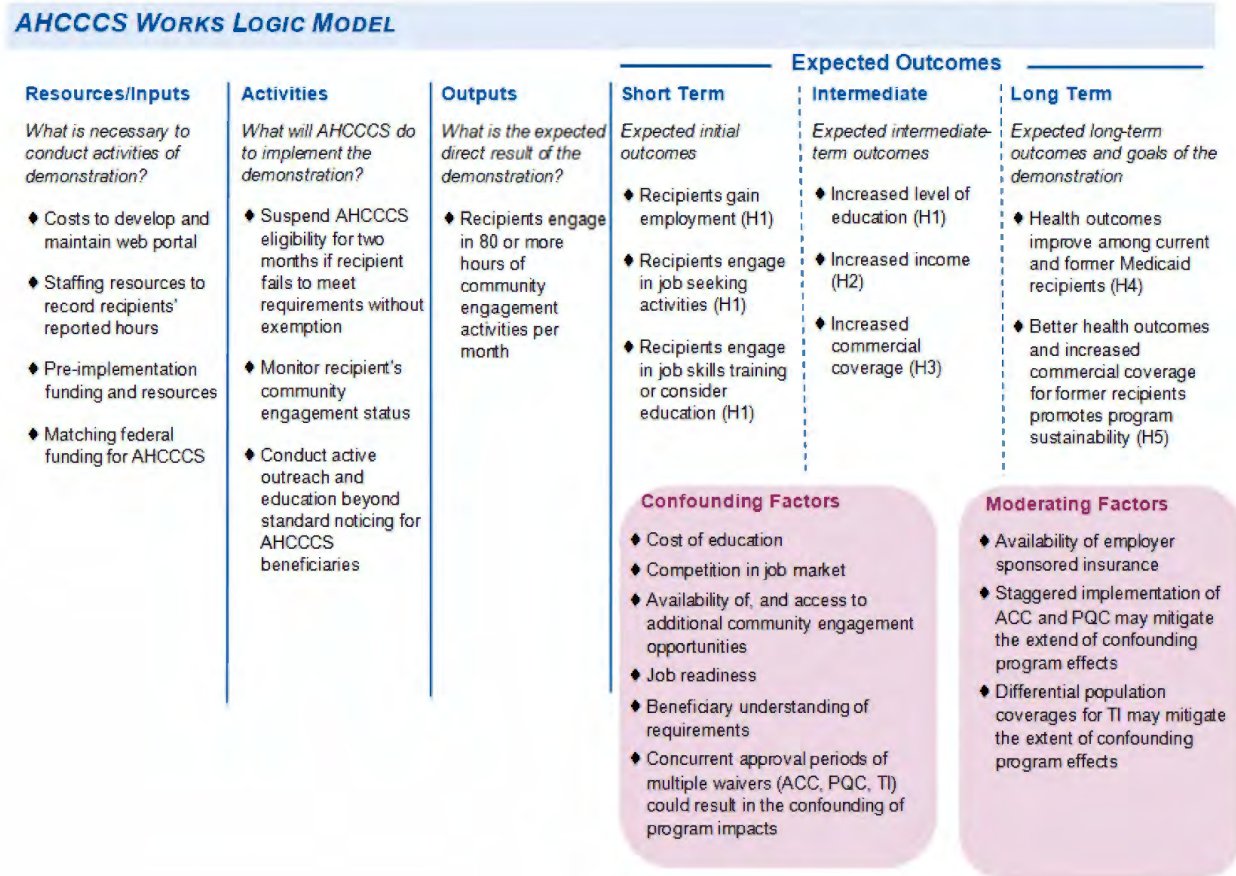 AHCCCS WORKS LOGIC MODEL
Expected Outcomes
Resources/Inputs
What is necessary to
conduct activities of
demonstration?
♦ Costs to develop and
maintain web portal
♦ Staffing resources to
record recipients'
reported hours
♦ Pre-implementation
funding and resources
♦ Matching federal
funding for AHCCCS
Activities
What will AHCCCS do
to implement the
demonstration?
♦ Suspend AHCCCS
eligibility for two
months if recipient
fails to meet
requirements without
exemption
♦ Monitor recipient's
community
engagement status
♦ Conduct active
outreach and
education beyond
standard noticing for
AHCCCS
beneficiaries
Outputs
What is the expected
direct result of the
demonstration?
♦ Recipients engage
in 80 or more
hours of
community
engagement
activities per
month
Short Term
Expected initial
outcomes
♦ Recipients gain
employment (H1)
♦ Recipients engage
in job seeking
activities (H1)
♦ Recipients engage
in job skills training
or consider
education (H1)
Intermediate
Expected intermediate-
term outcomes
♦ Increased level of
education (H1)
♦ Increased income
(H2)
♦ Increased
commercial
coverage (H3)
Long Term
Expected long-term
outcomes and goals of the
demonstration
♦ Health outcomes
improve among current
and former Medicaid
recipients (H4)
♦ Better health outcomes
and increased
commercial coverage
for former recipients
promotes program
sustainability (H5)
Confounding Factors
♦ Cost of education
♦ Competition in job market
♦ Availability of, and access to
additional community engagement
opportunities
♦ Job readiness
♦ Beneficiary understanding of
requirements
♦ Concurrent approval periods of
multiple waivers (ACC, PQC, TI)
could result in the confounding of
program impacts
Moderating Factors
♦ Availability of employer
sponsored insurance
♦ Staggered implementation of
ACC and PQC may mitigate
the extend of confounding
program effects
♦ Differential population
coverages for TI may mitigate
the extent of confounding
program effects